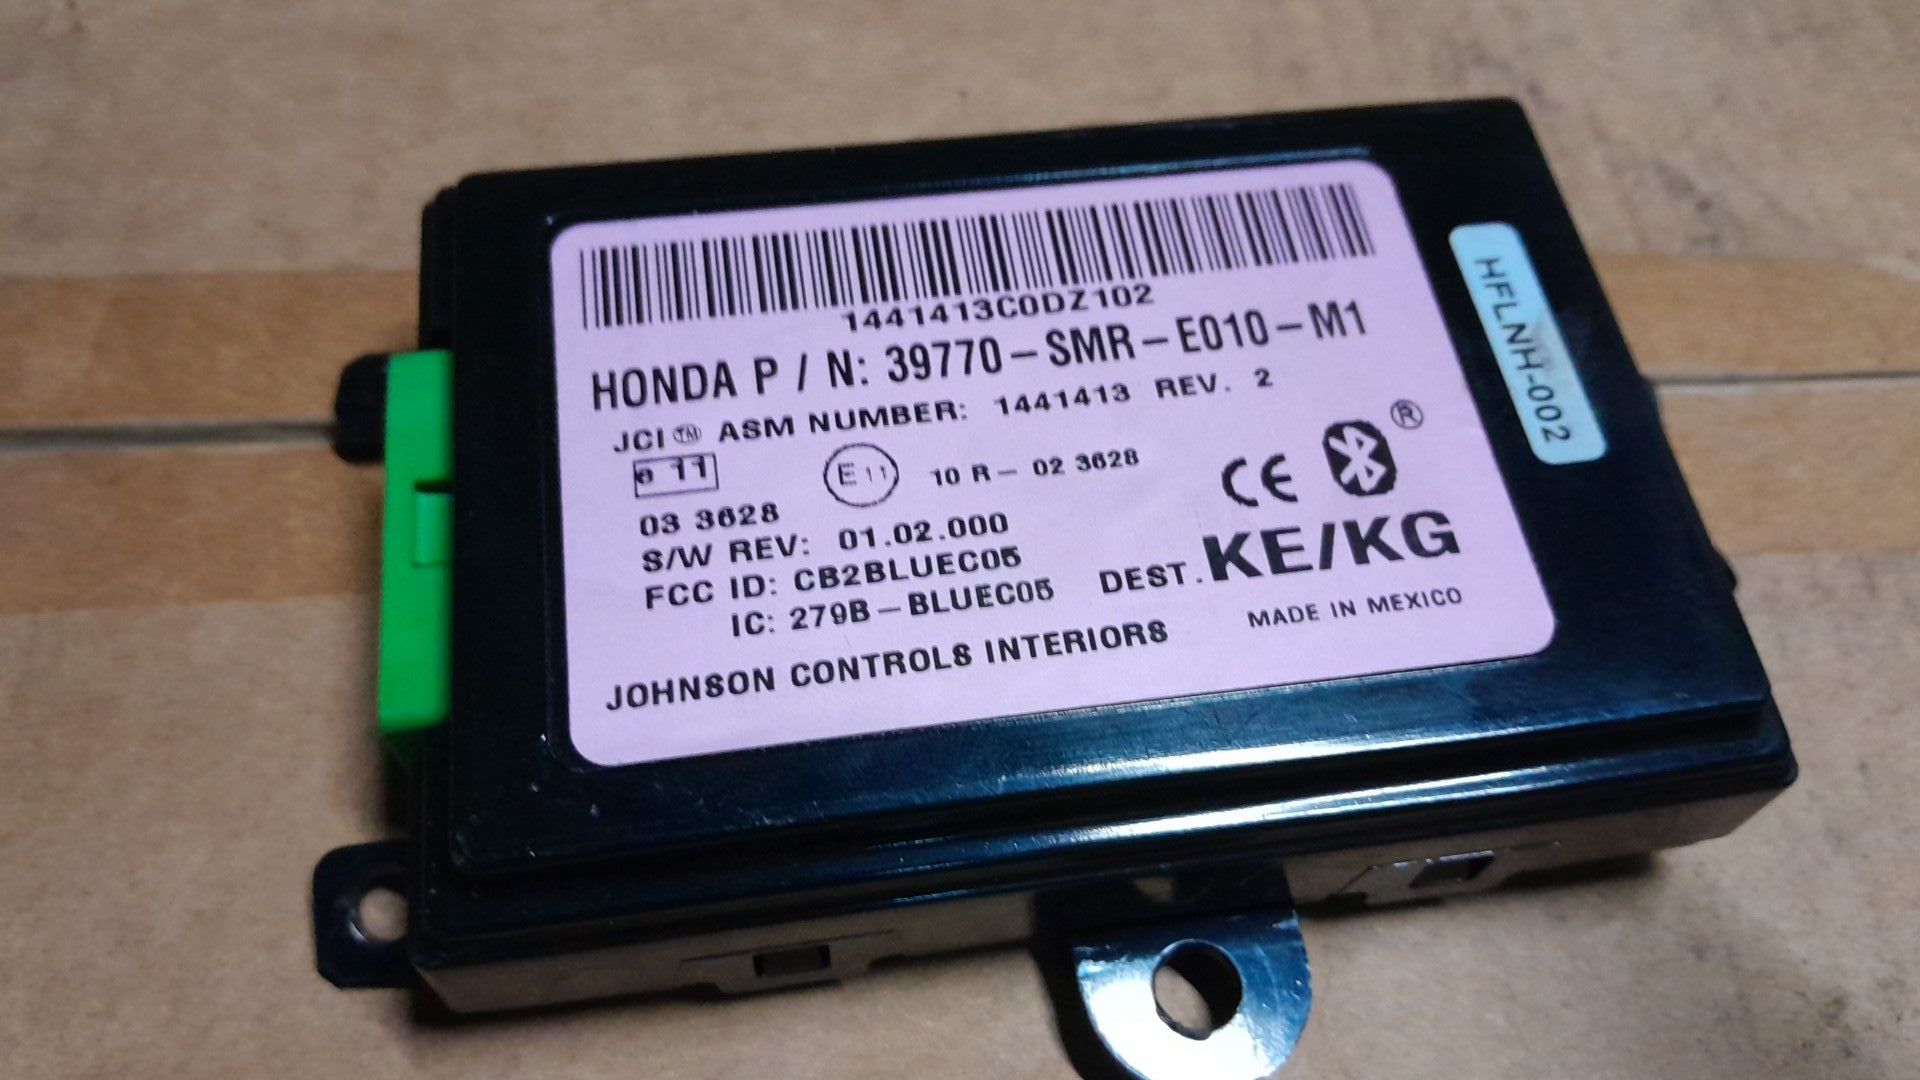 1441413C0DZ102
HONDA P / N: 39770-SMR-E010-M1
JCI™ ASM NUMBER: 1441413 REV. 2
e 11
E11
10 R - 02 3628
CE
®
03 3628
S/W REV: 01.02.000
FCC ID: CB2BLUEC05
IC: 279B-BLUEC05
DEST. KE/KG
JOHNSON CONTROLS INTERIORS
MADE IN MEXICO
HFLNH-002